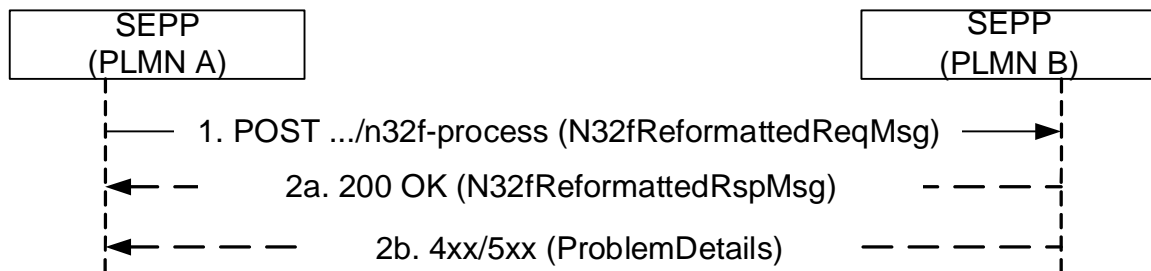 SEPP
(PLMN A)
SEPP
(PLMN B)
1. POST .../n32f-process (N32fReformattedReqMsg)
2a. 200 OK (N32fReformattedRspMsg)
2b. 4xx/5xx (ProblemDetails)